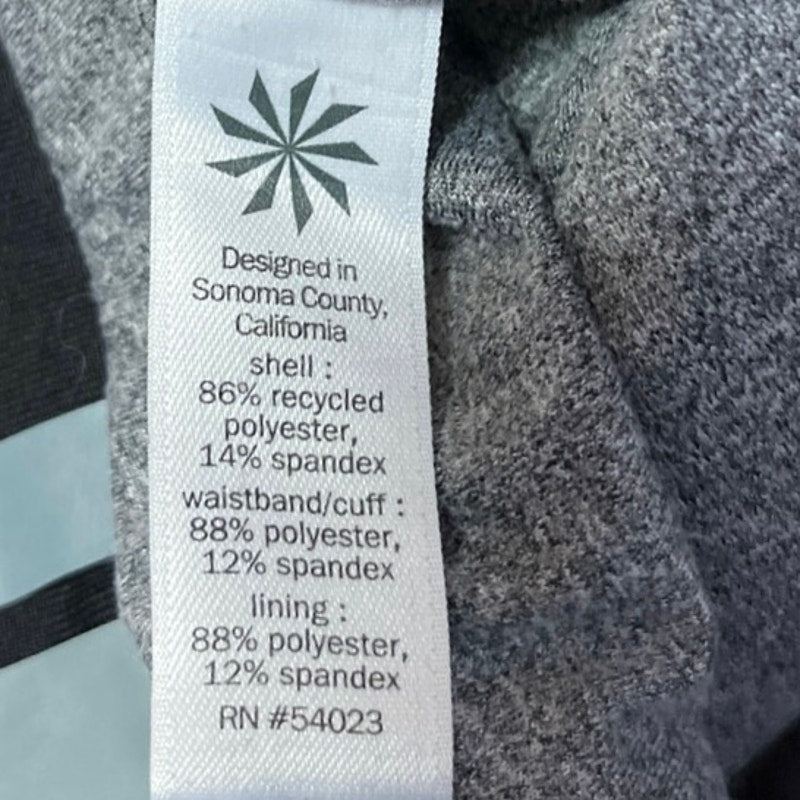 Designed in
Sonoma County,
California
shell :
86% recycled
polyester,
14% spandex
waistband/cuff :
88% polyester,
12% spandex
lining :
88% polyester,
12% spandex
RN #54023